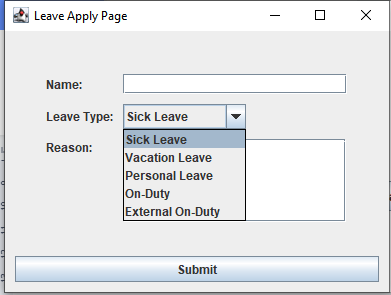 Leave Apply Page
Name:
Leave Type: Sick Leave
Sick Leave
Reason:
Vacation Leave
Personal Leave
On-Duty
External On-Duty
Submit